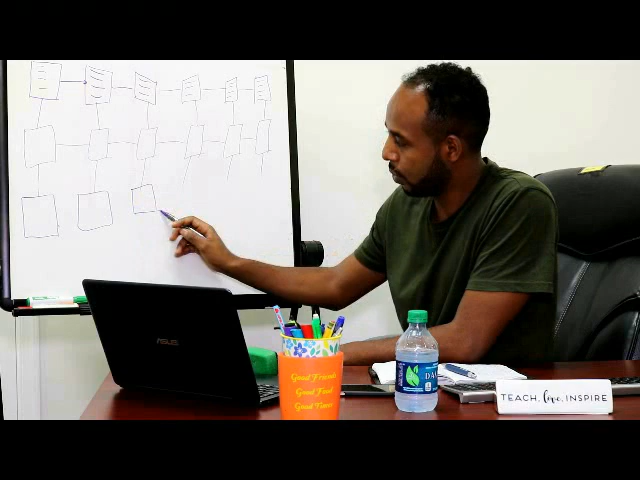 ASUS
Good Friends
Good Food
Good Times
TEACH. love. INSPIRE